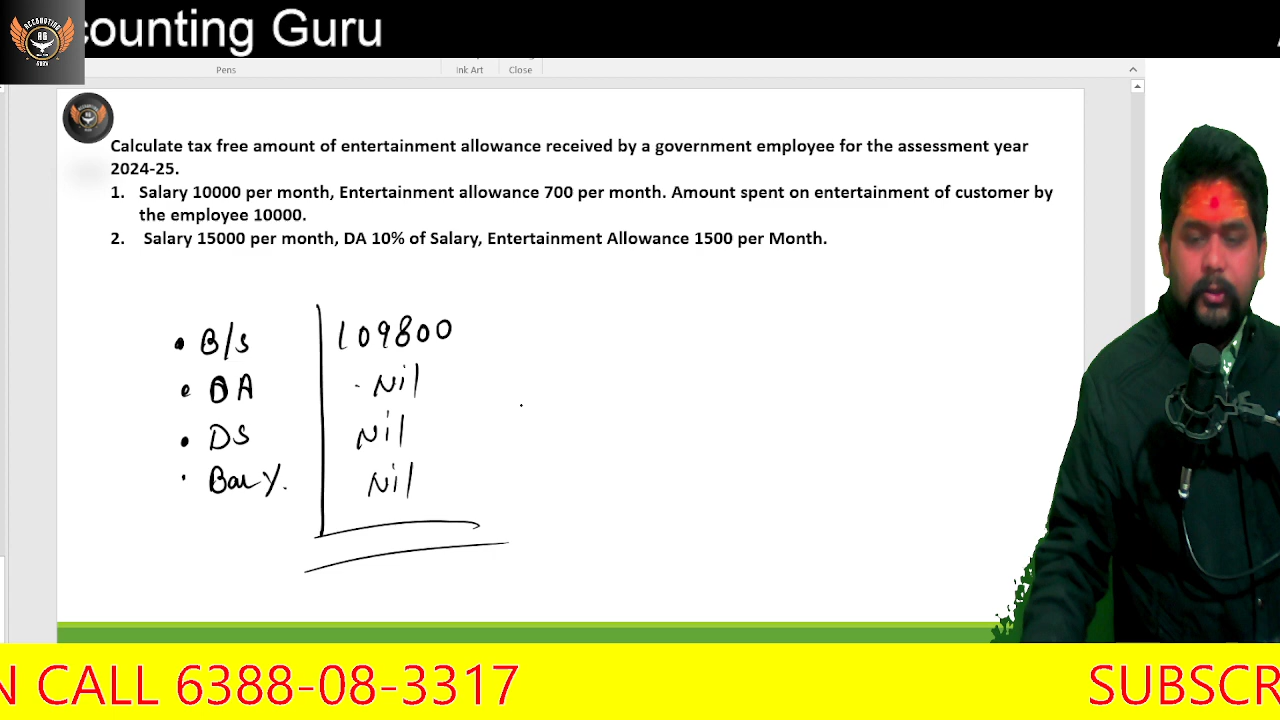 counting Guru
ACCOUNTING
AG
GURU
Pens
Ink Art
Close
Calculate tax free amount of entertainment allowance received by a government employee for the assessment year
2024-25.
1. Salary 10000 per month, Entertainment allowance 700 per month. Amount spent on entertainment of customer by
the employee 10000.
2. Salary 15000 per month, DA 10% of Salary, Entertainment Allowance 1500 per Month.
• B/S 109800
• DA Nil
• DS Nil
• Nil
N CALL 6388-08-3317
SUBSCR